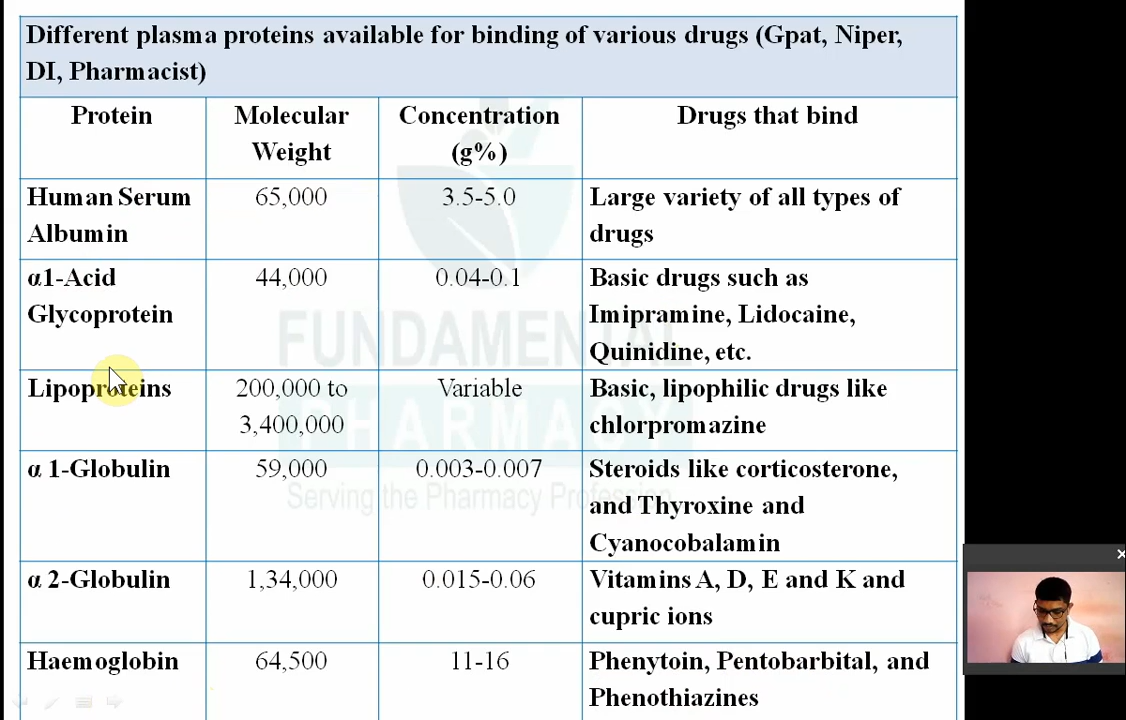 Different plasma proteins available for binding of various drugs (Gpat, Niper,
DI, Pharmacist)
Protein
Molecular
Weight
Concentration
(g%)
Drugs that bind
Human Serum
Albumin
65,000
3.5-5.0
Large variety of all types of
drugs
α1-Acid
Glycoprotein
44,000
0.04-0.1
Basic drugs such as
Imipramine, Lidocaine,
Quinidine, etc.
Lipoproteins
200,000 to
3,400,000
Variable
Basic, lipophilic drugs like
chlorpromazine
α 1-Globulin
59,000
0.003-0.007
Steroids like corticosterone,
and Thyroxine and
Cyanocobalamin
α 2-Globulin
1,34,000
0.015-0.06
Vitamins A, D, E and K and
cupric ions
Haemoglobin
64,500
11-16
Phenytoin, Pentobarbital, and
Phenothiazines
FUNDAMENTAL
PHARMACY
Serving the Pharmacy Profession